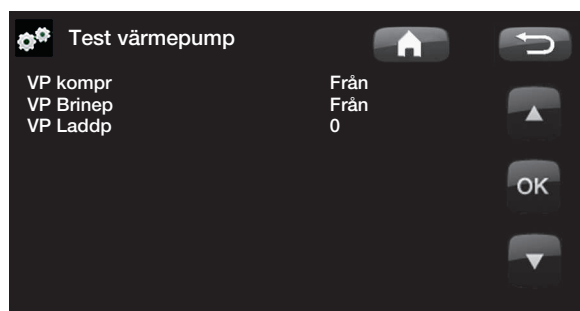 Test värmepump
VP kompr Från
VP Brinep Från
VP Laddp 0
OK